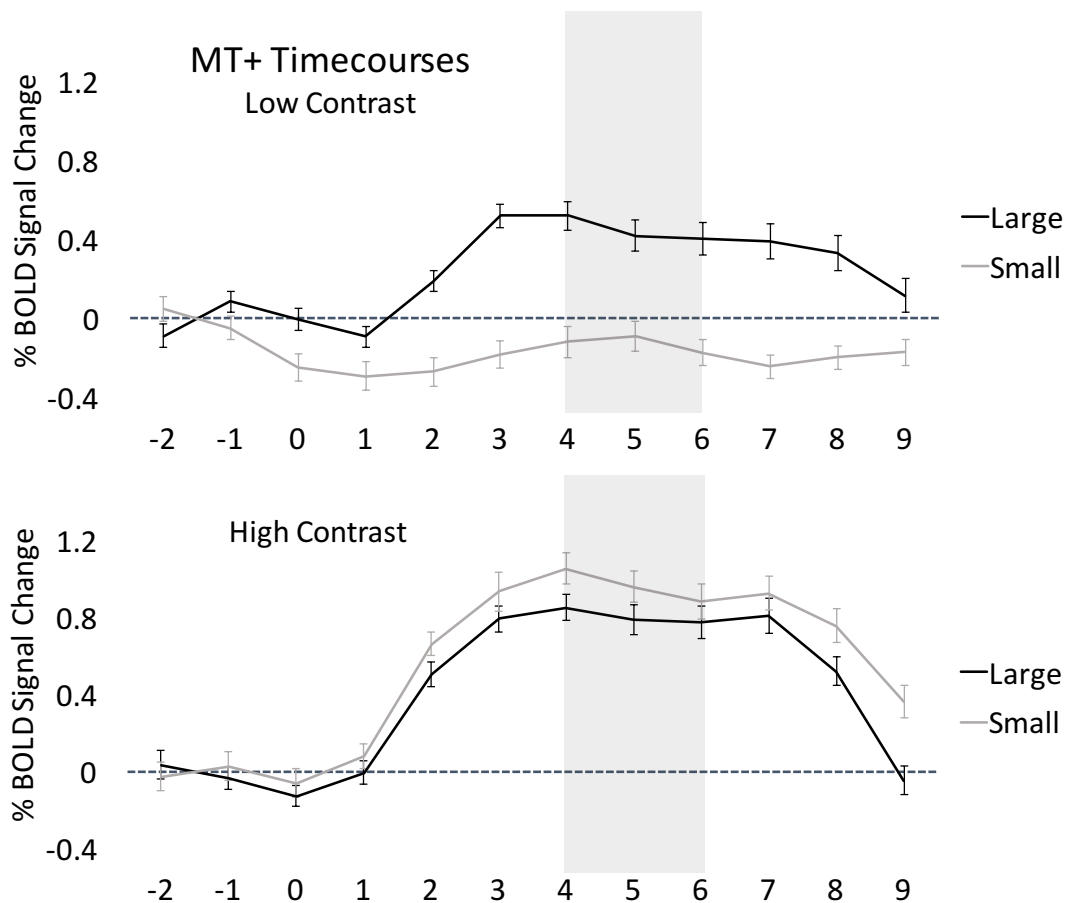 MT+ Timecourses
Low Contrast
% BOLD Signal Change
1.2
0.8
0.4
0
-0.4
-2 -1 0 1 2 3 4 5 6 7 8 9
Large
Small
High Contrast
% BOLD Signal Change
1.2
0.8
0.4
0
-0.4
-2 -1 0 1 2 3 4 5 6 7 8 9
Large
Small